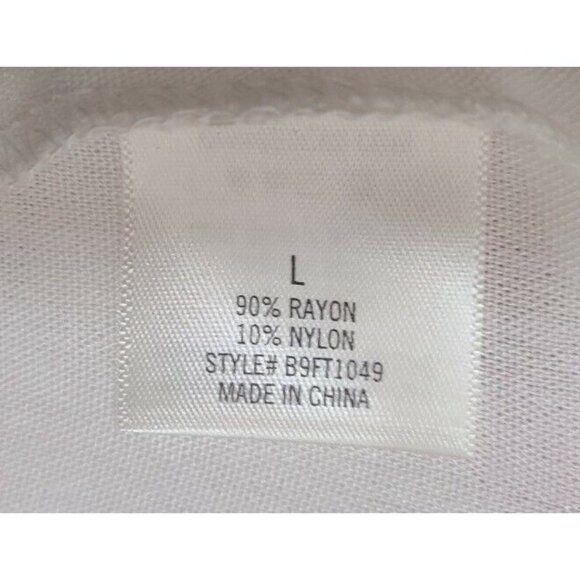 L
90% RAYON
10% NYLON
STYLE# B9FT1049
MADE IN CHINA